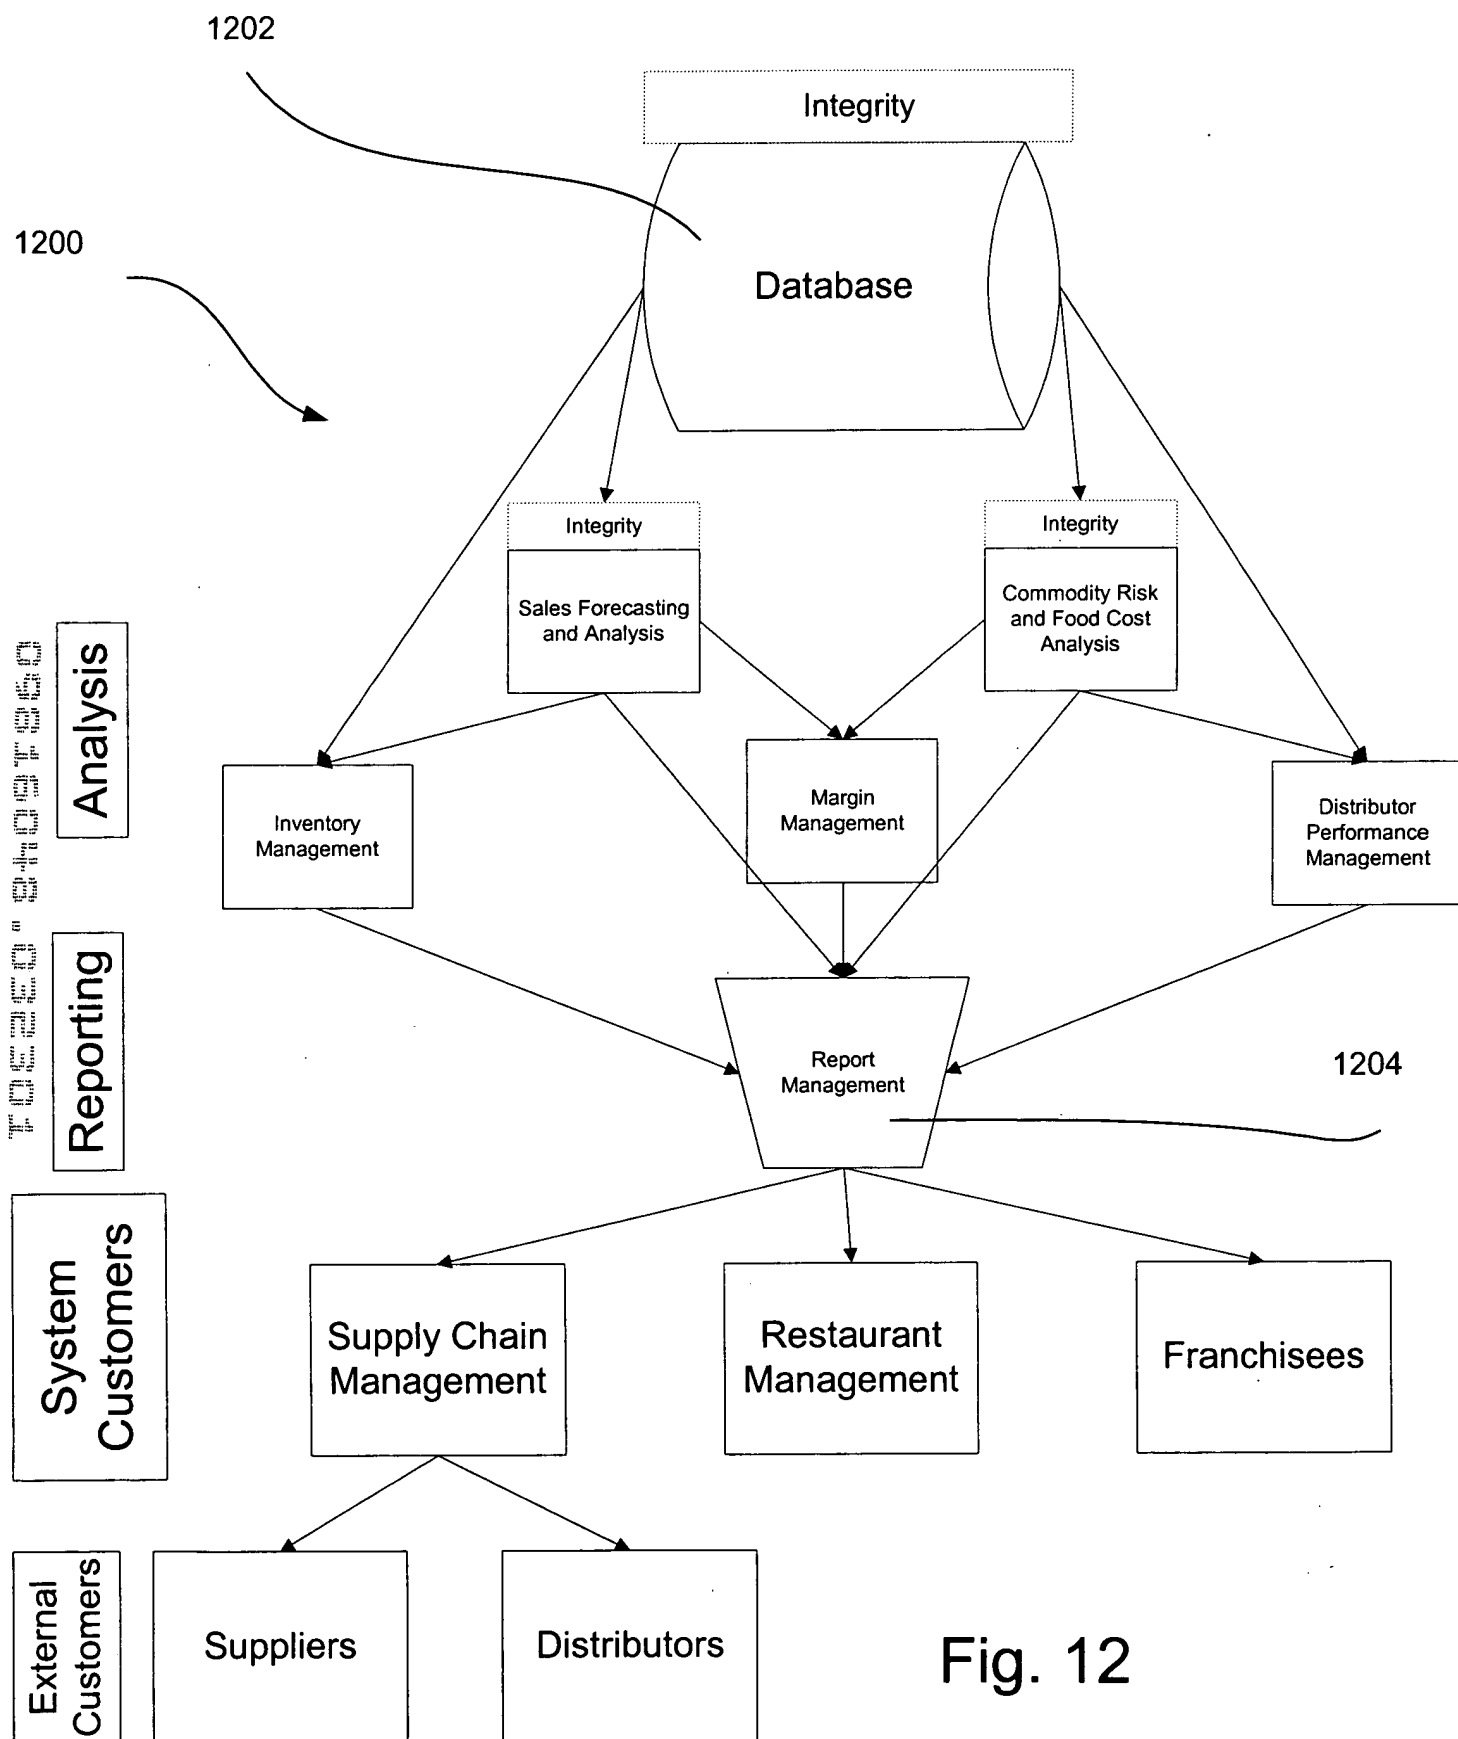 1202
Integrity
1200
Database
Integrity
Integrity
Sales Forecasting
and Analysis
Commodity Risk
and Food Cost
Analysis
Analysis
Inventory
Management
Margin
Management
Distributor
Performance
Management
Reporting
Report
Management
1204
System
Customers
Supply Chain
Management
Restaurant
Management
Franchisees
External
Customers
Suppliers
Distributors
Fig. 12